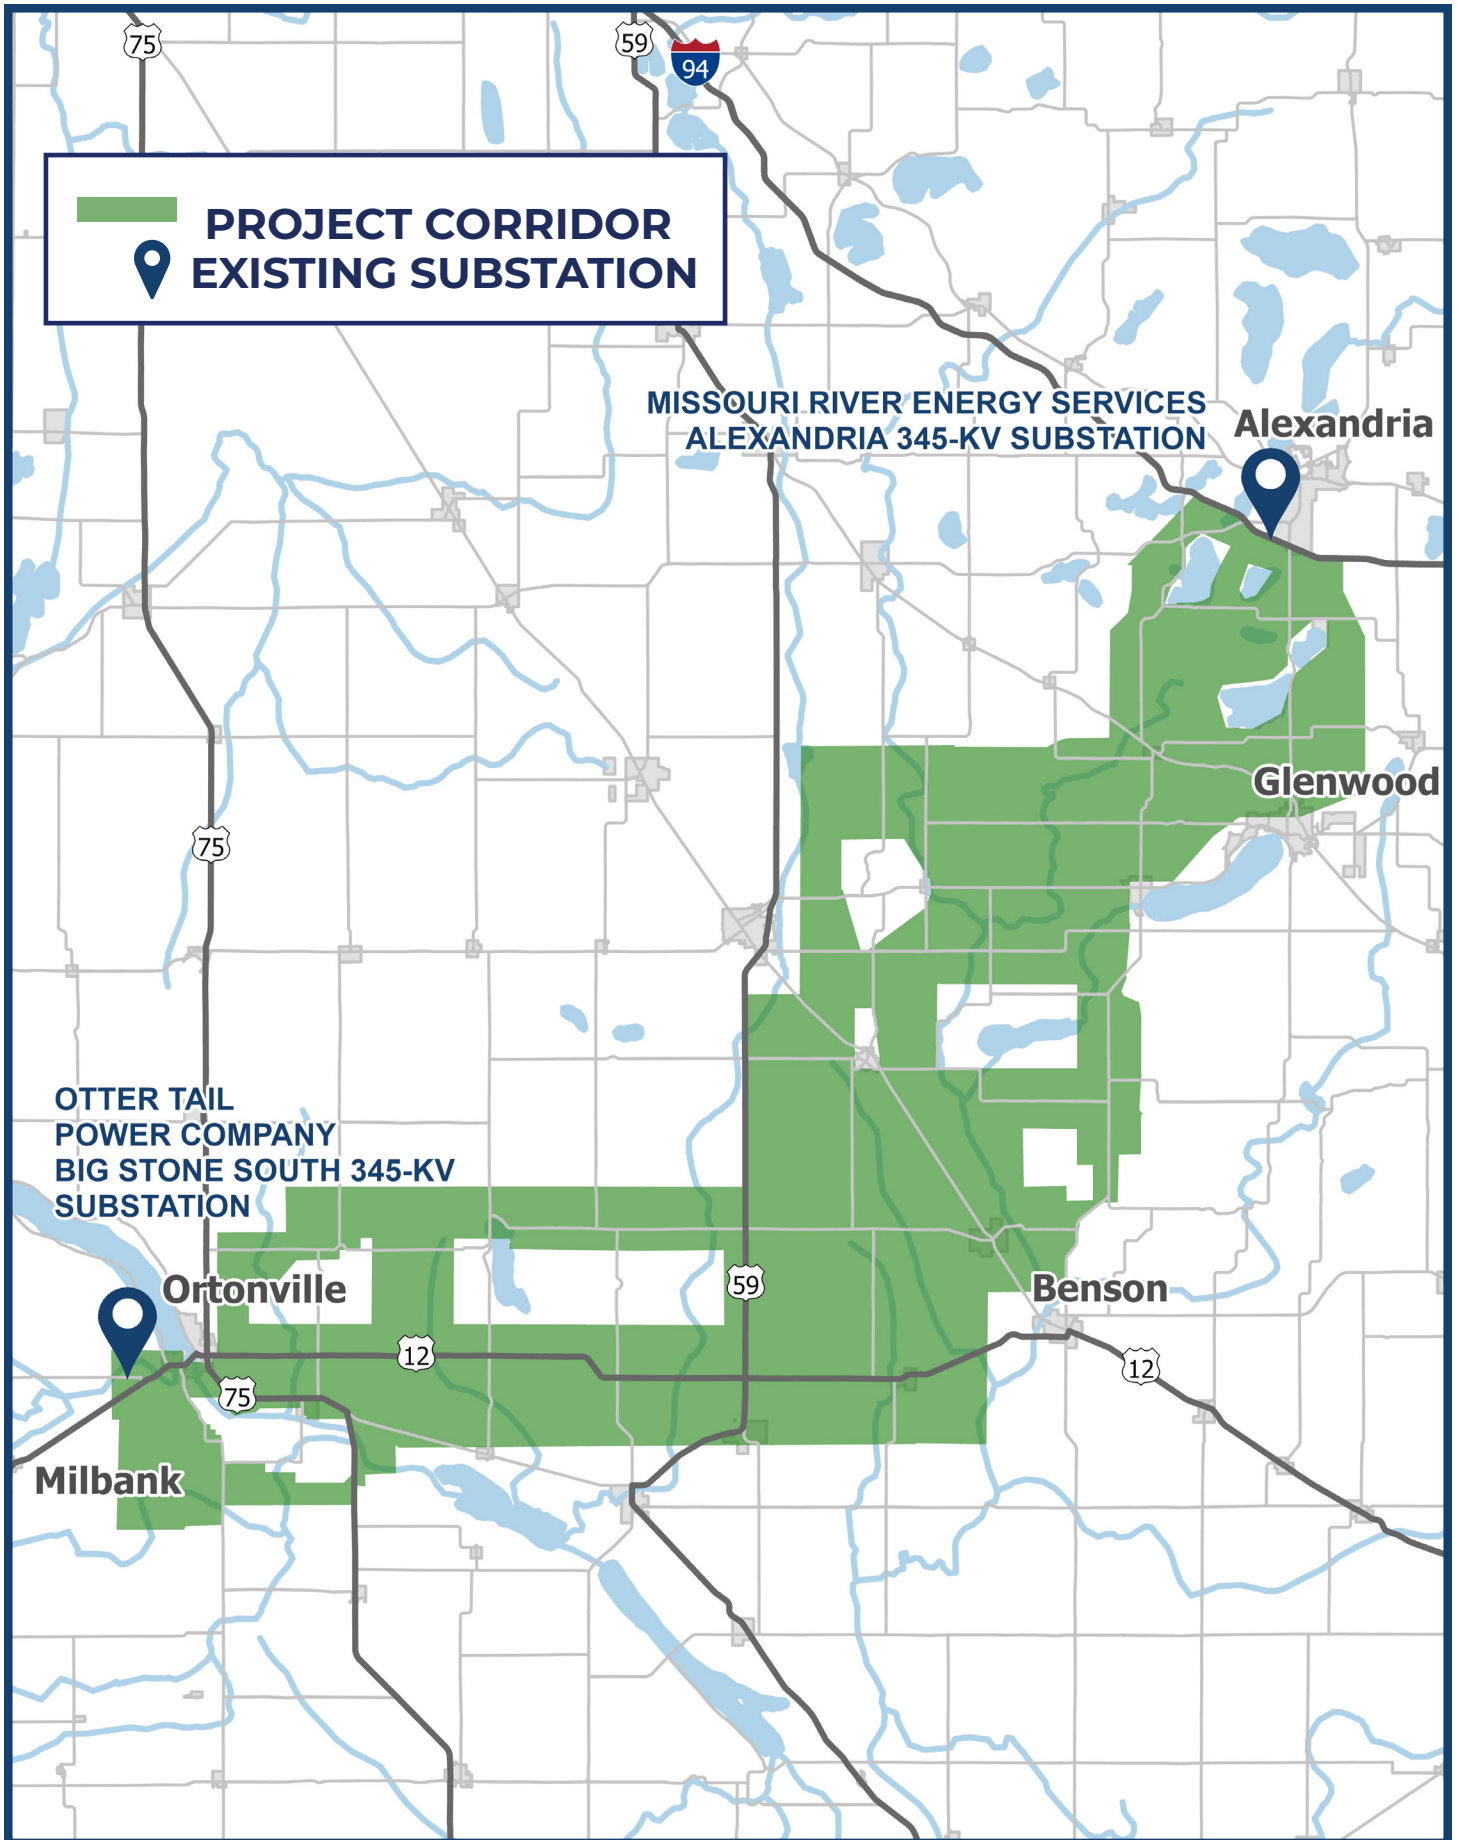 75
59
94
PROJECT CORRIDOR
EXISTING SUBSTATION
MISSOURI RIVER ENERGY SERVICES
ALEXANDRIA 345-KV SUBSTATION
Alexandria
Glenwood
75
OTTER TAIL
POWER COMPANY
BIG STONE SOUTH 345-KV
SUBSTATION
Ortonville
59
Benson
12
12
75
Milbank